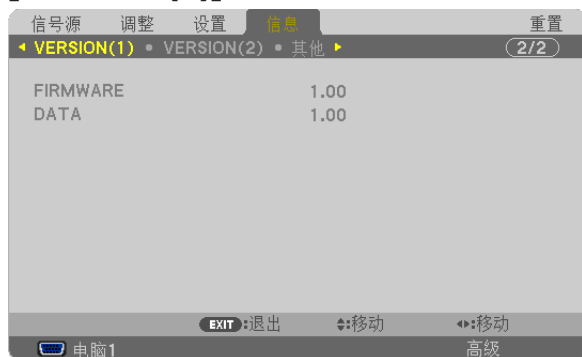 信号源 调整 设置 信息 重置
VERSION(1) VERSION(2) 其他 2/2
FIRMWARE 1.00
DATA 1.00
EXIT:退出 :移动 :移动
电脑1 高级